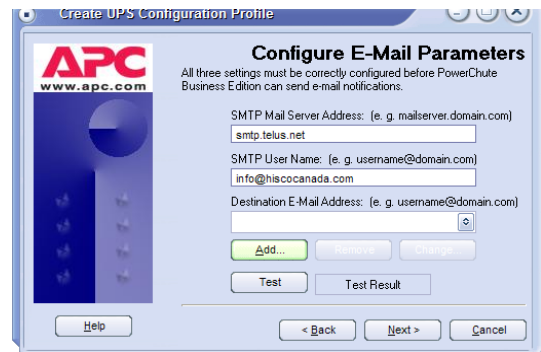 Create UPS Configuration Profile
APC
www.apc.com
Configure E-Mail Parameters
All three settings must be correctly configured before PowerChute
Business Edition can send e-mail notifications.
SMTP Mail Server Address: (e. g. mailserver.domain.com)
smtp.telus.net
SMTP User Name: (e. g. username@domain.com)
info@hiscocanada.com
Destination E-Mail Address: (e. g. username@domain.com)
Add... Remove Change...
Test Test Result
Help < Back Next > Cancel